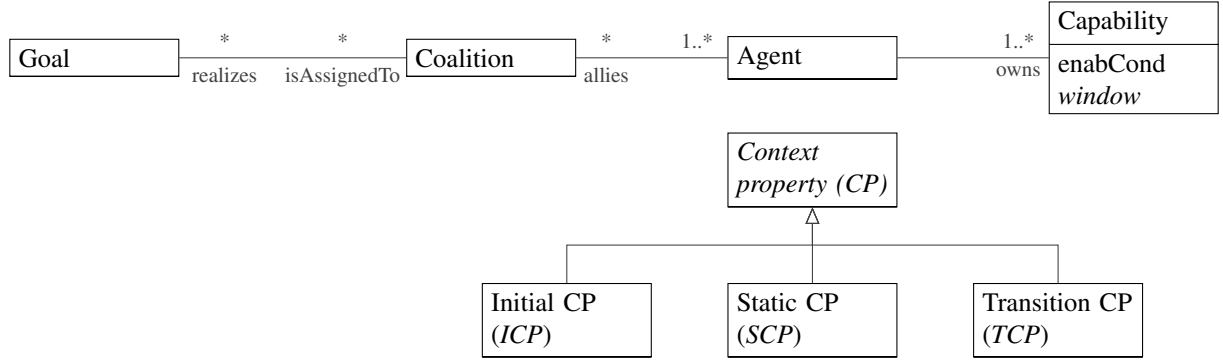 Capability
* * * 1..* 1..*
Goal Coalition Agent
realizes isAssignedTo allies owns
enabCond
window
Context
property (CP)
Initial CP Static CP Transition CP
(ICP) (SCP) (TCP)